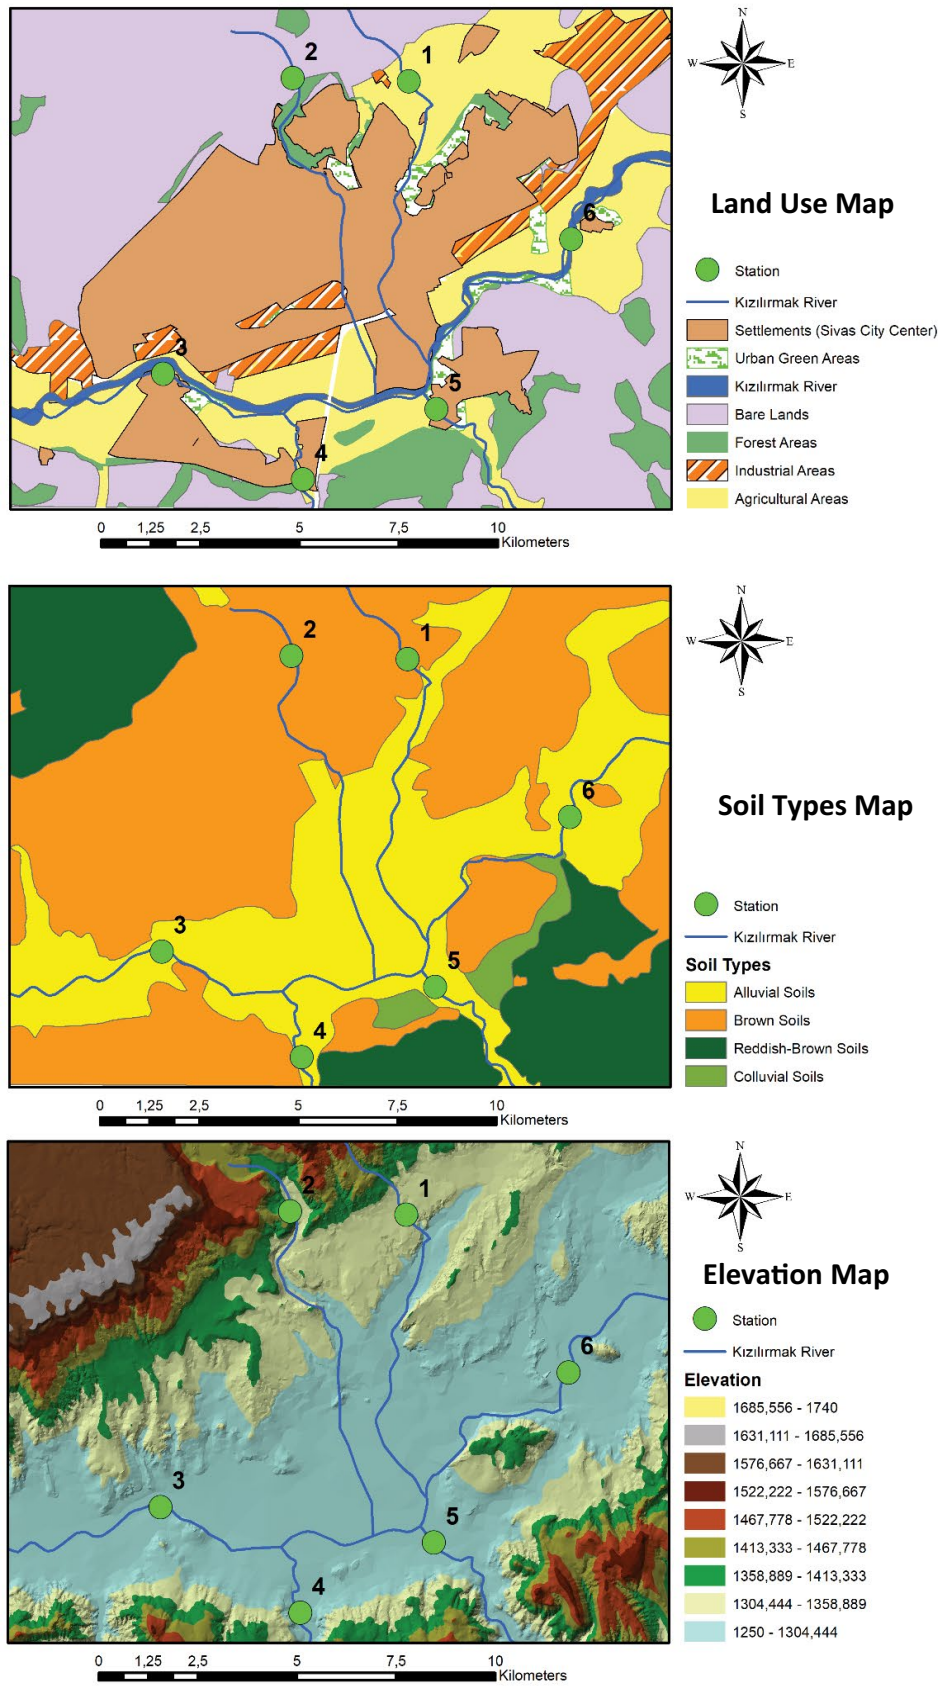 N
W E
S
2
1
6
3
5
4
Land Use Map
Station
Kızılırmak River
Settlements (Sivas City Center)
Urban Green Areas
Kızılırmak River
Bare Lands
Forest Areas
Industrial Areas
Agricultural Areas
0 1,25 2,5 5 7,5 10
Kilometers
N
W E
S
2
1
6
3
5
4
Soil Types Map
Station
Kızılırmak River
Soil Types
Alluvial Soils
Brown Soils
Reddish-Brown Soils
Colluvial Soils
0 1,25 2,5 5 7,5 10
Kilometers
N
W E
S
2
1
6
3
5
4
Elevation Map
Station
Kızılırmak River
Elevation
1685,556 - 1740
1631,111 - 1685,556
1576,667 - 1631,111
1522,222 - 1576,667
1467,778 - 1522,222
1413,333 - 1467,778
1358,889 - 1413,333
1304,444 - 1358,889
1250 - 1304,444
0 1,25 2,5 5 7,5 10
Kilometers